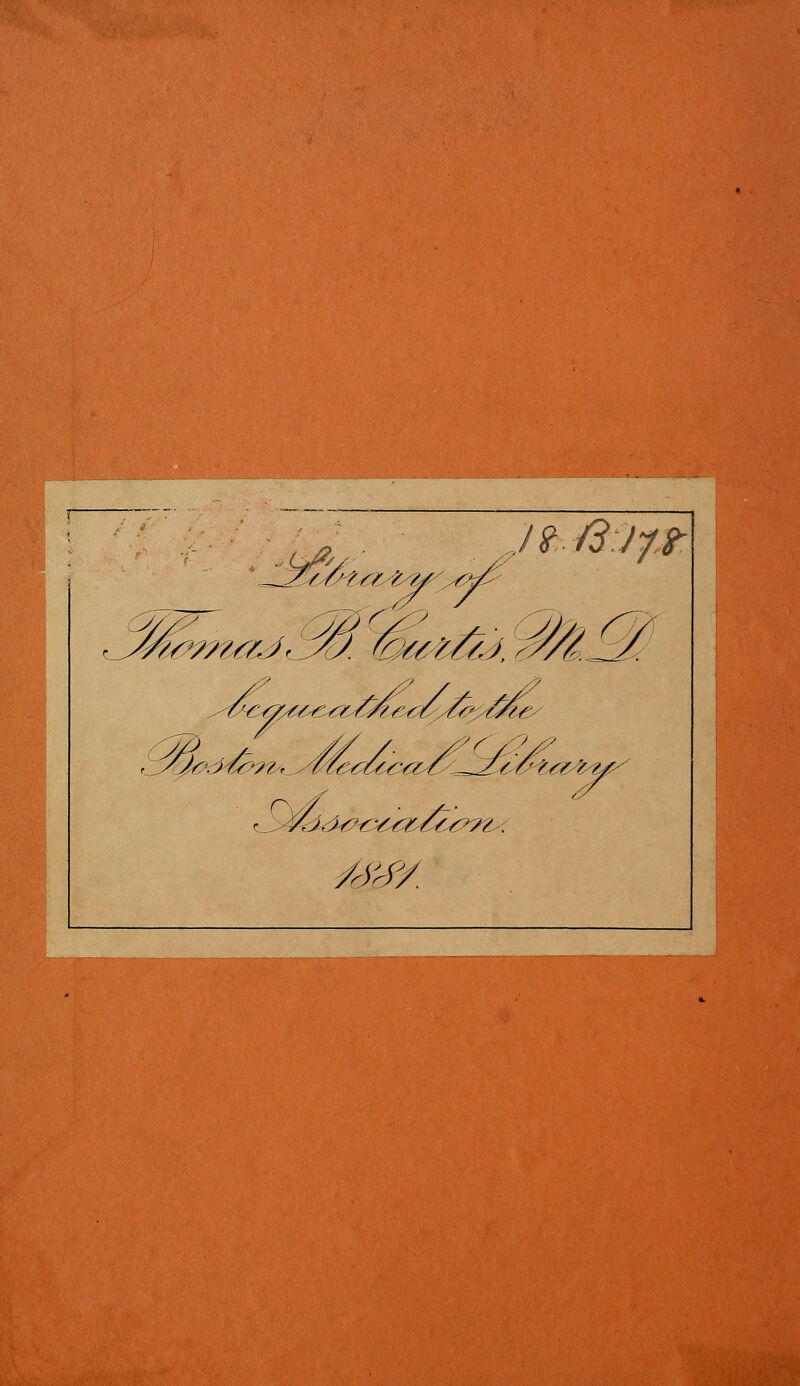 18.B.178
Library of
Thomas B. Curtis, M.D.
bequeathed to the
Boston Medical Library
Association.
1881.